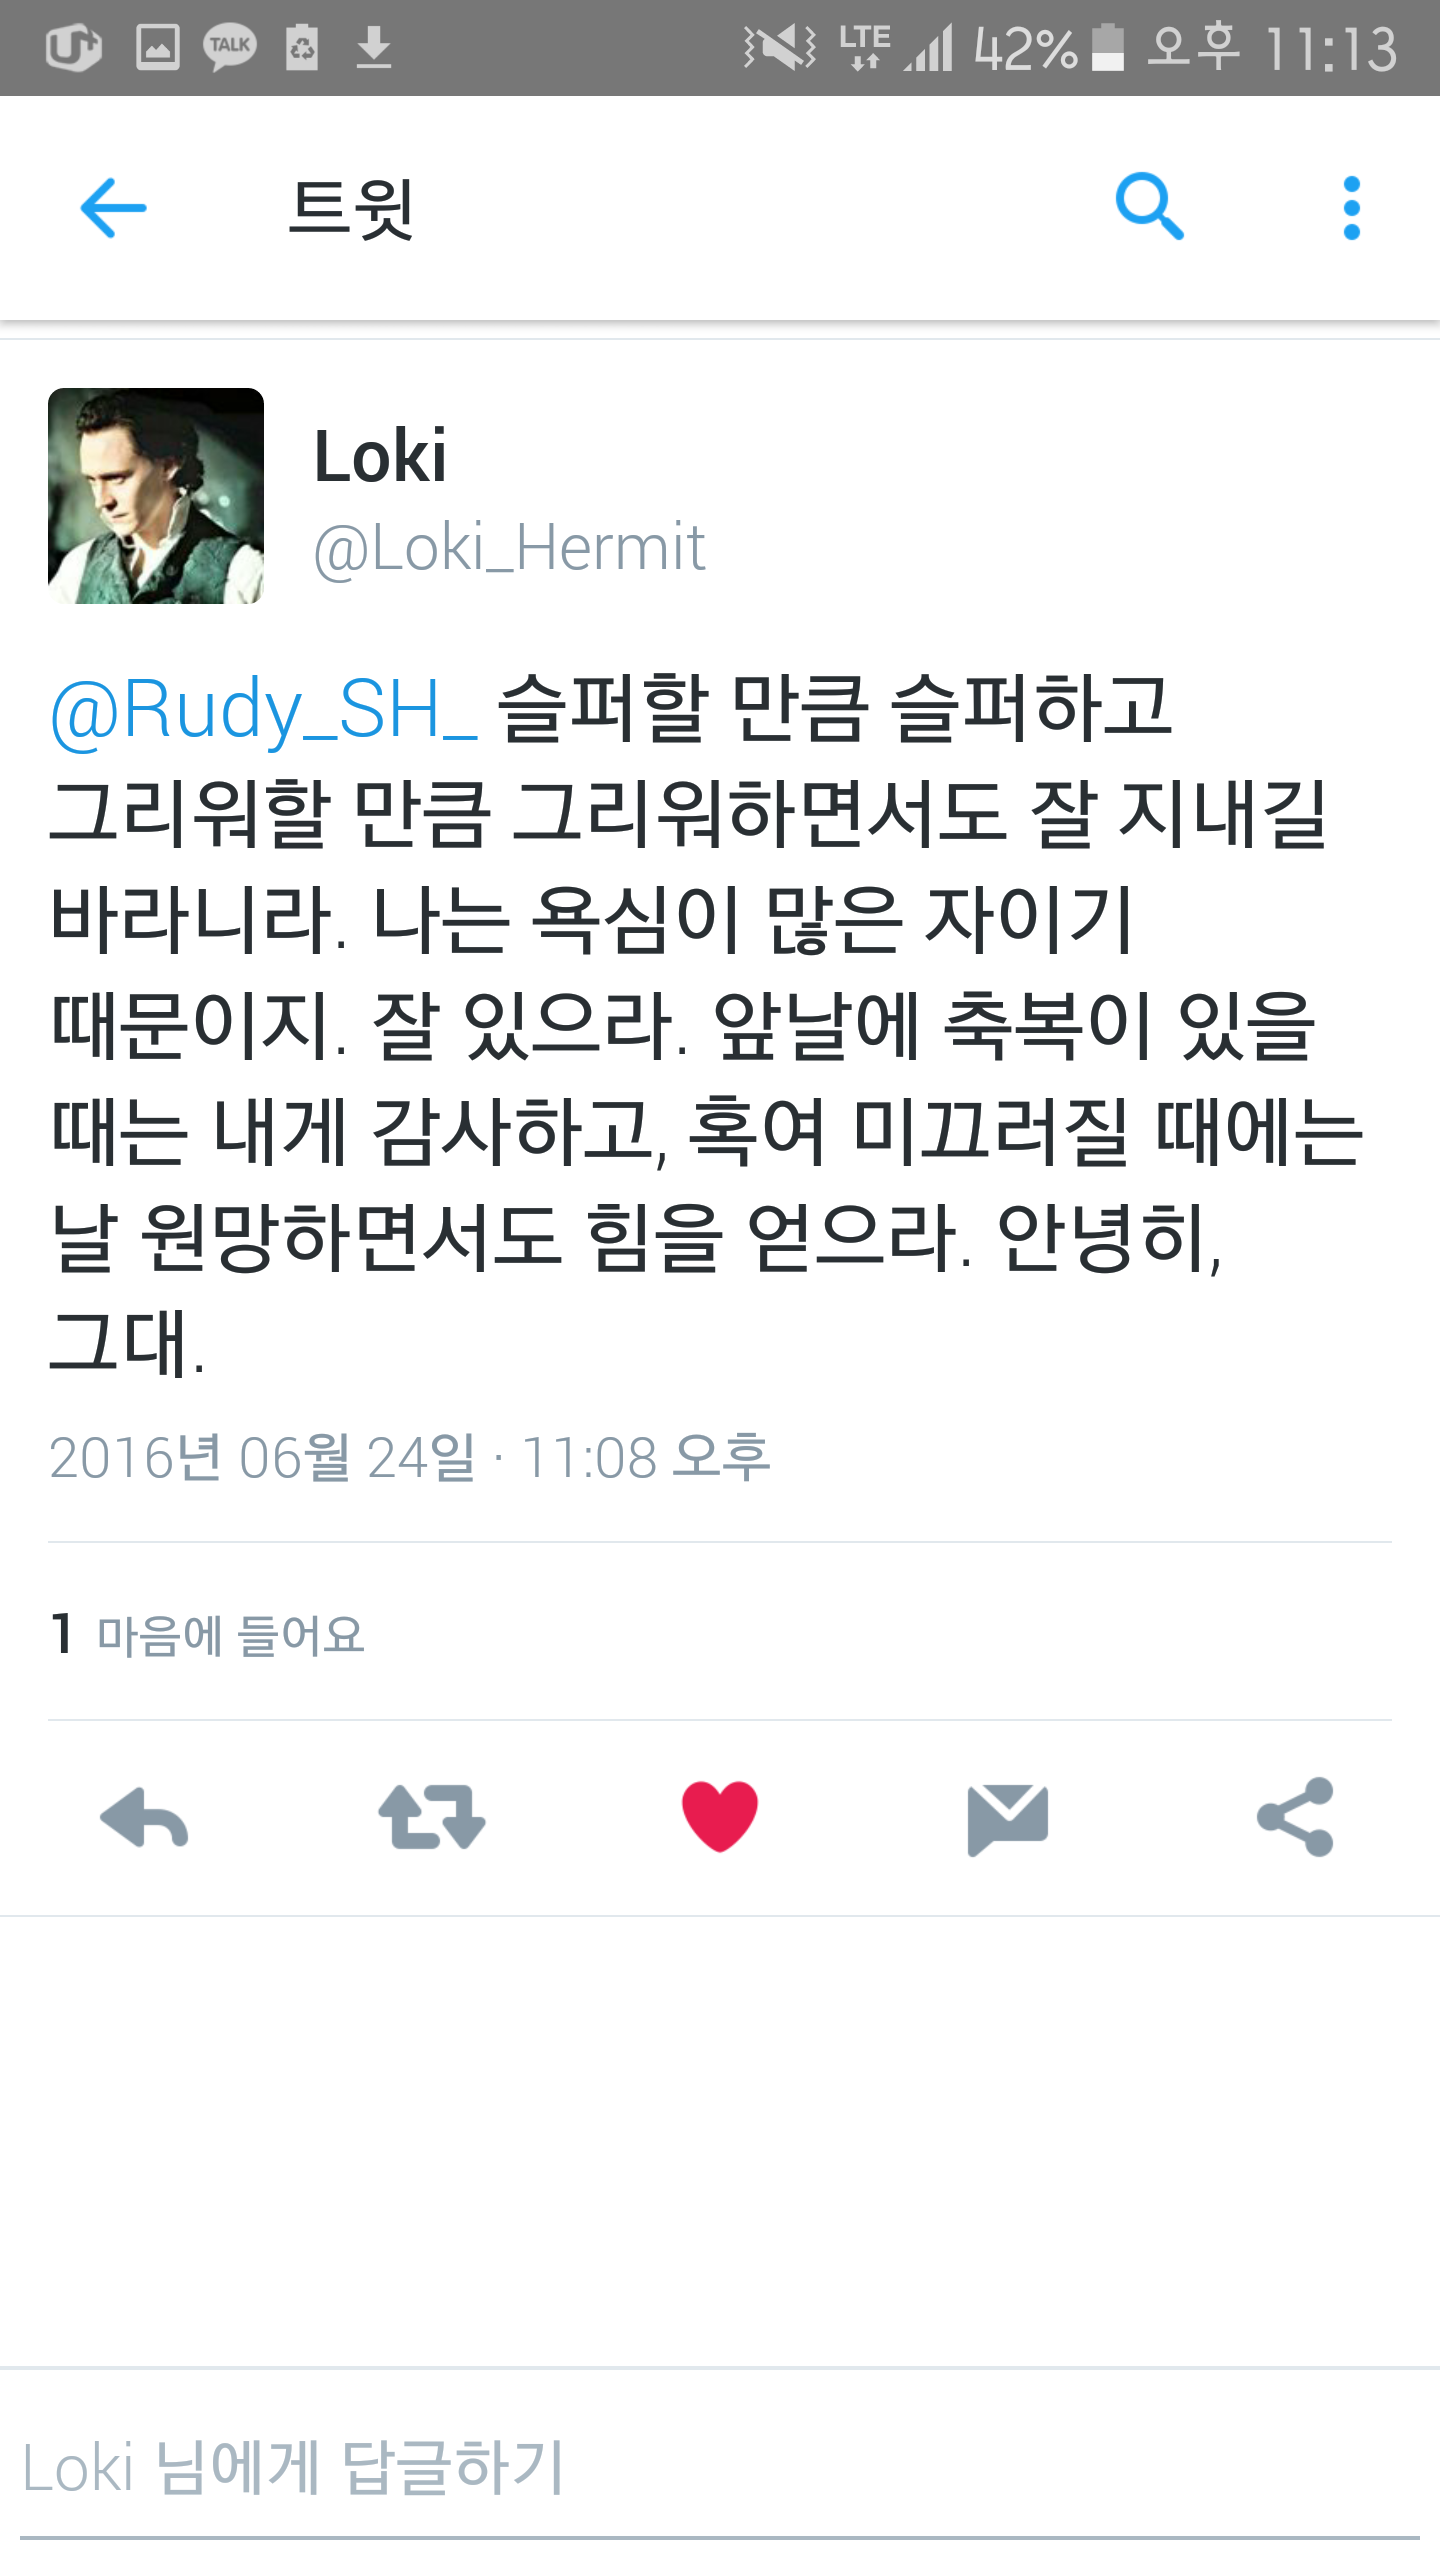 U+ TALK LTE 42% 오후 11:13
트윗
Loki
@Loki_Hermit
@Rudy_SH_ 슬퍼할 만큼 슬퍼하고
그리워할 만큼 그리워하면서도 잘 지내길
바라니라. 나는 욕심이 많은 자이기
때문이지. 잘 있으라. 앞날에 축복이 있을
때는 내게 감사하고, 혹여 미끄러질 때에는
날 원망하면서도 힘을 얻으라. 안녕히,
그대.
2016년 06월 24일 · 11:08 오후
1 마음에 들어요
Loki 님에게 답글하기